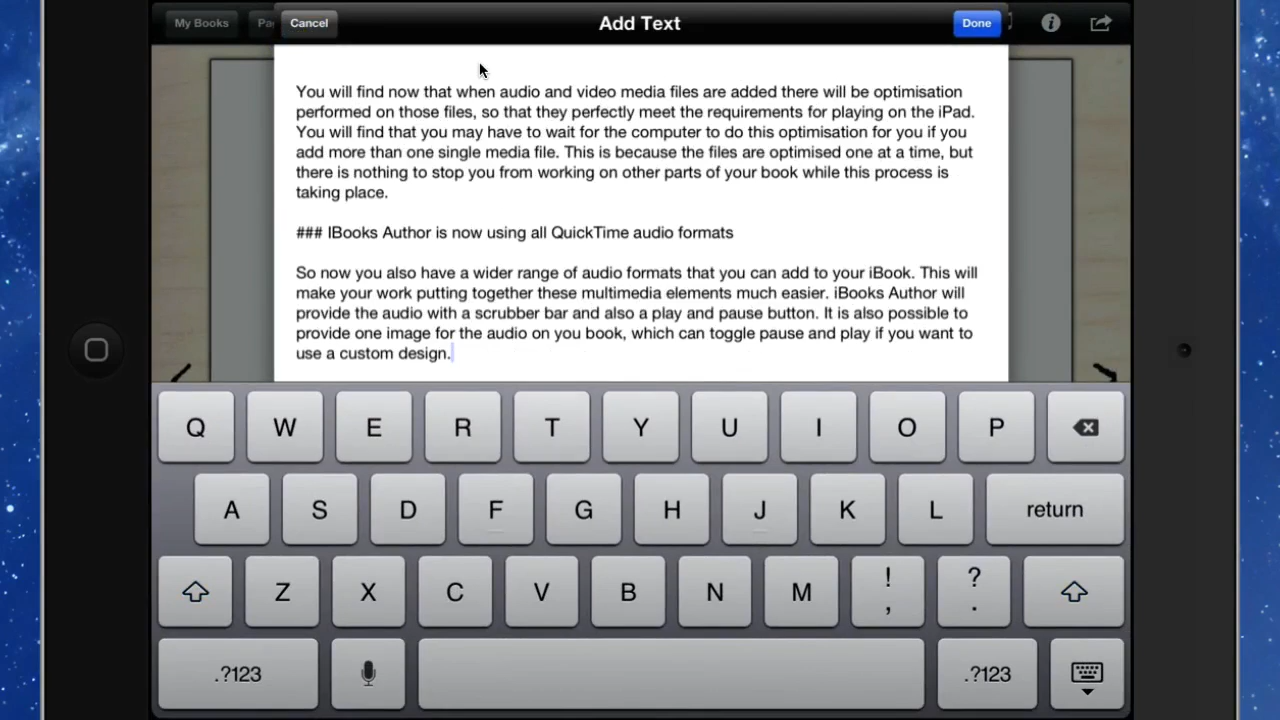 My Books
Cancel
Add Text
Done
You will find now that when audio and video media files are added there will be optimisation
performed on those files, so that they perfectly meet the requirements for playing on the iPad.
You will find that you may have to wait for the computer to do this optimisation for you if you
add more than one single media file. This is because the files are optimised one at a time, but
there is nothing to stop you from working on other parts of your book while this process is
taking place.
### IBooks Author is now using all QuickTime audio formats
So now you also have a wider range of audio formats that you can add to your iBook. This will
make your work putting together these multimedia elements much easier. iBooks Author will
provide the audio with a scrubber bar and also a play and pause button. It is also possible to
provide one image for the audio on you book, which can toggle pause and play if you want to
use a custom design.
Q W E R T Y U I O P
A S D F G H J K L return
Z X C V B N M ! , ? .
.?123 .?123